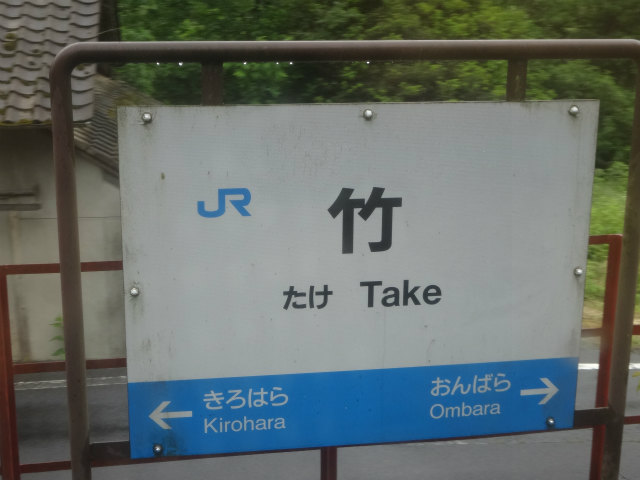 JR
竹
たけ Take
← きろはら
Kirohara
おんばら →
Ombara